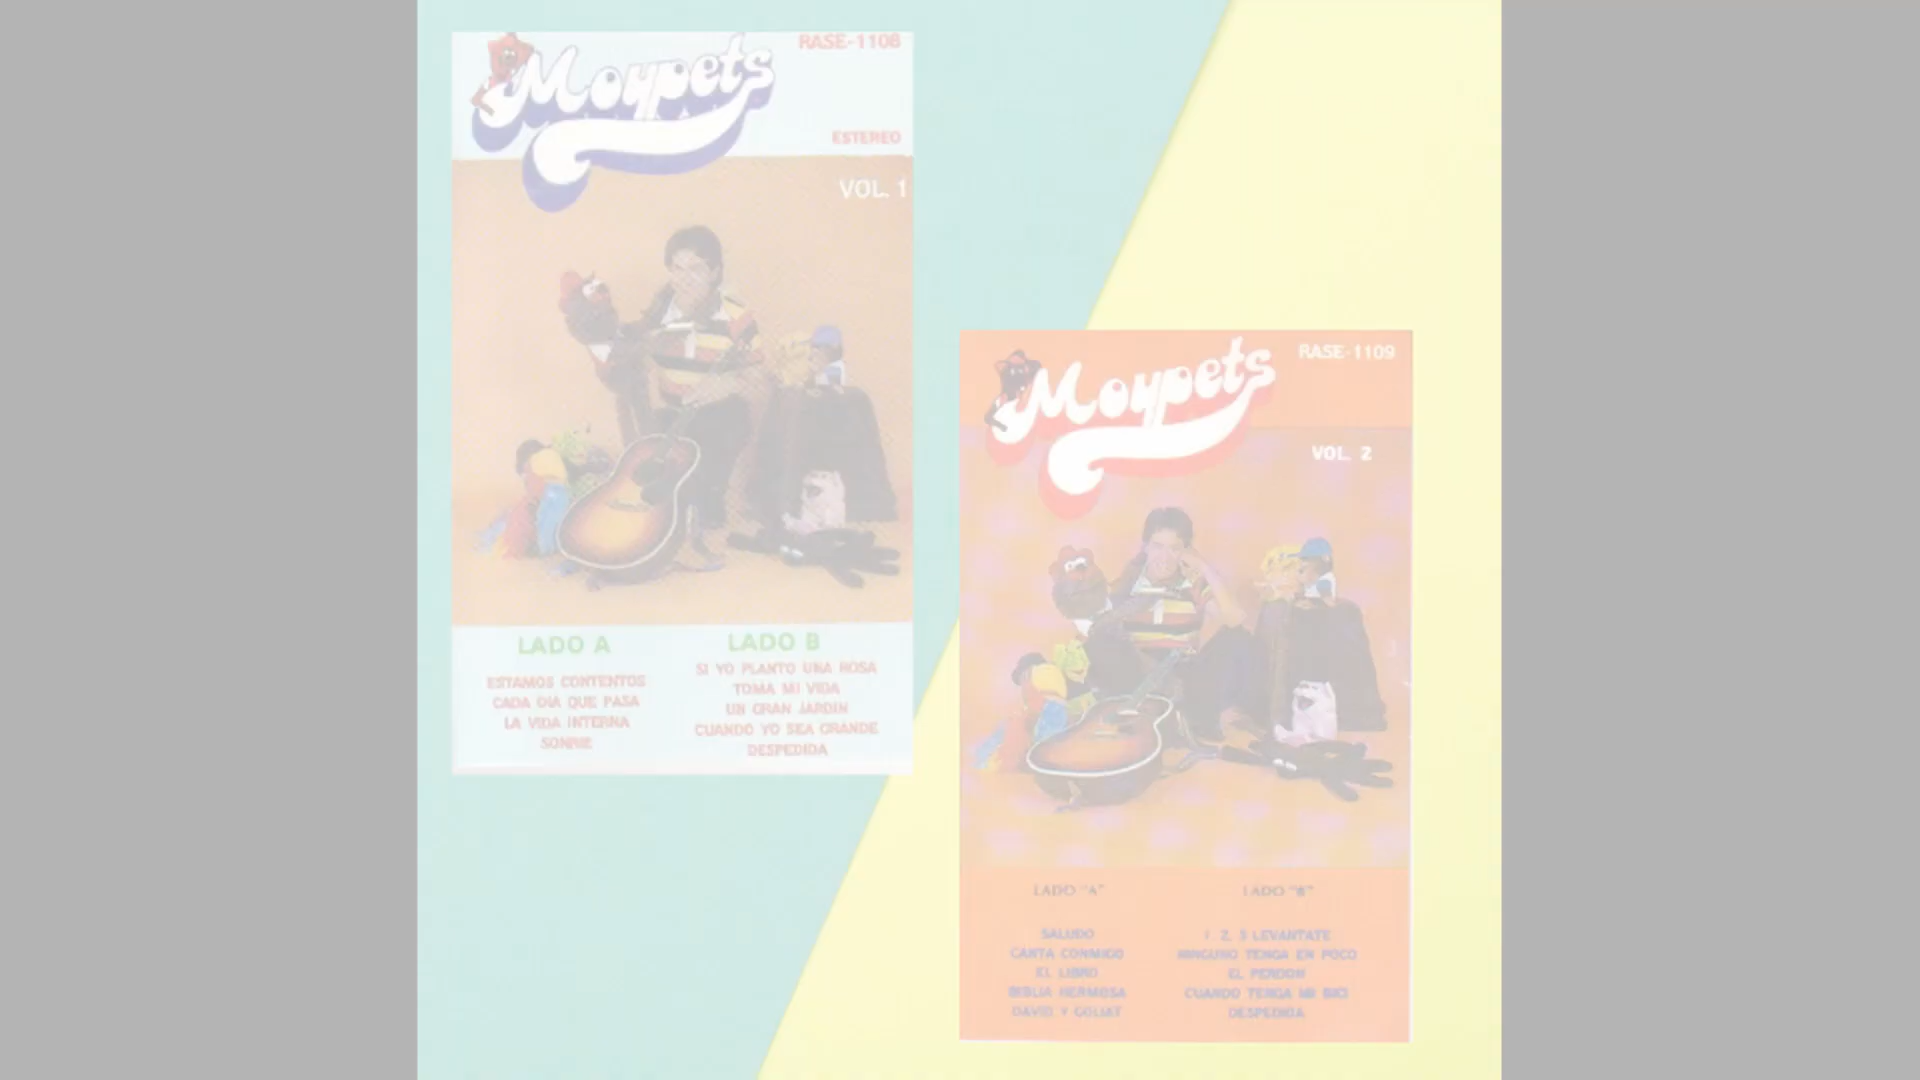 Moypets
RASE-1108
ESTEREO
VOL. 1
LADO A
ESTAMOS CONTENTOS
CADA DIA QUE PASA
LA VIDA INTERNA
SONRIE
LADO B
SI YO PLANTO UNA ROSA
TOMA MI VIDA
UN GRAN JARDIN
CUANDO YO SEA GRANDE
DESPEDIDA
Moypets
RASE-1109
VOL. 2
LADO "A"
SALUDO
CANTA CONMIGO
EL LIBRO
BIBLIA HERMOSA
DAVID Y GOLIAT
LADO "B"
1 2, 3 LEVANTATE
NINGUNO TENGA EN POCO
EL PERDON
CUANDO TENGA MI BICI
DESPEDIDA